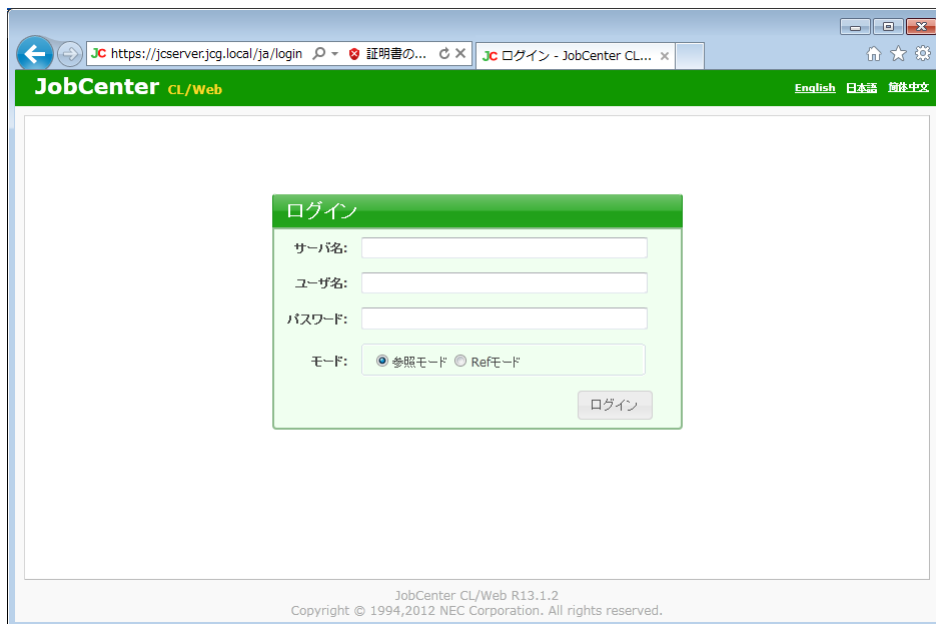 JC https://jcserver.jcg.local/ja/login 証明書の... JC ログイン - JobCenter CL...
JobCenter CL/Web English 日本語 简体中文
ログイン
サーバ名:
ユーザ名:
パスワード:
モード: 参照モード Refモード
ログイン
JobCenter CL/Web R13.1.2
Copyright © 1994,2012 NEC Corporation. All rights reserved.